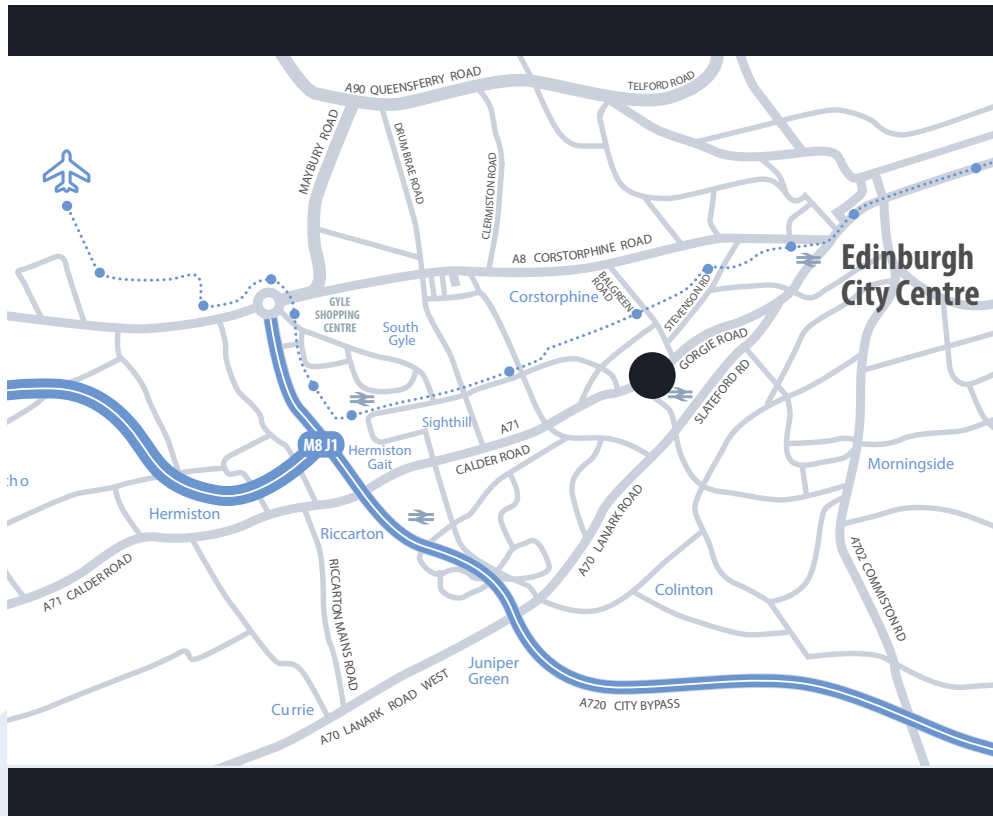 A90 QUEENSFERRY ROAD
TELFORD ROAD
MAYBURY ROAD
DRUM BRAE ROAD
CLERMISTON ROAD
A8 CORSTORPHINE ROAD
Edinburgh
City Centre
BALGREEN
ROAD
STEVENSON RD
Corstorphine
GYLE
SHOPPING
CENTRE
South
Gyle
GORGIE ROAD
SLATEFORD RD
Sighthill
A71
CALDER ROAD
M8 J1
Hermiston
Gait
Morningside
tho
Hermiston
Riccarton
A70 LANARK ROAD
A71 CALDER ROAD
RICCARTON MAINS ROAD
Colinton
A702 COMMISTON RD
Juniper
Green
A720 CITY BYPASS
Currie
A70 LANARK ROAD WEST